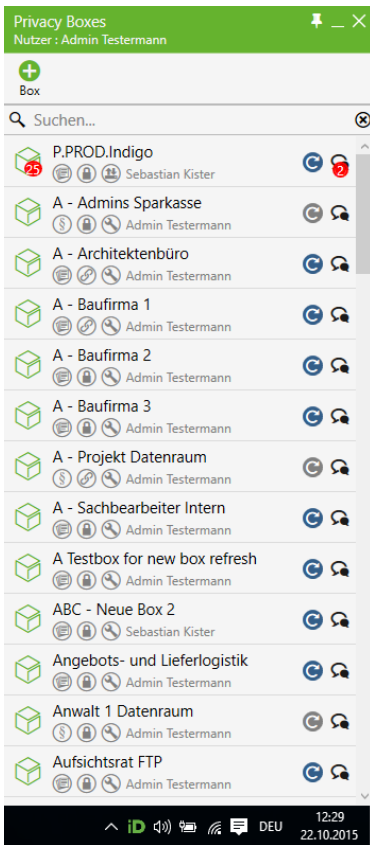 Privacy Boxes
Nutzer : Admin Testermann
Box
Suchen...
P.PROD.Indigo
25
Sebastian Kister
2
A - Admins Sparkasse
§ Admin Testermann
A - Architektenbüro
Admin Testermann
A - Baufirma 1
Admin Testermann
A - Baufirma 2
Admin Testermann
A - Baufirma 3
Admin Testermann
A - Projekt Datenraum
§ Admin Testermann
A - Sachbearbeiter Intern
Admin Testermann
A Testbox for new box refresh
Admin Testermann
ABC - Neue Box 2
Sebastian Kister
Angebots- und Lieferlogistik
Admin Testermann
Anwalt 1 Datenraum
§ Admin Testermann
Aufsichtsrat FTP
Admin Testermann
iD DEU
12:29
22.10.2015